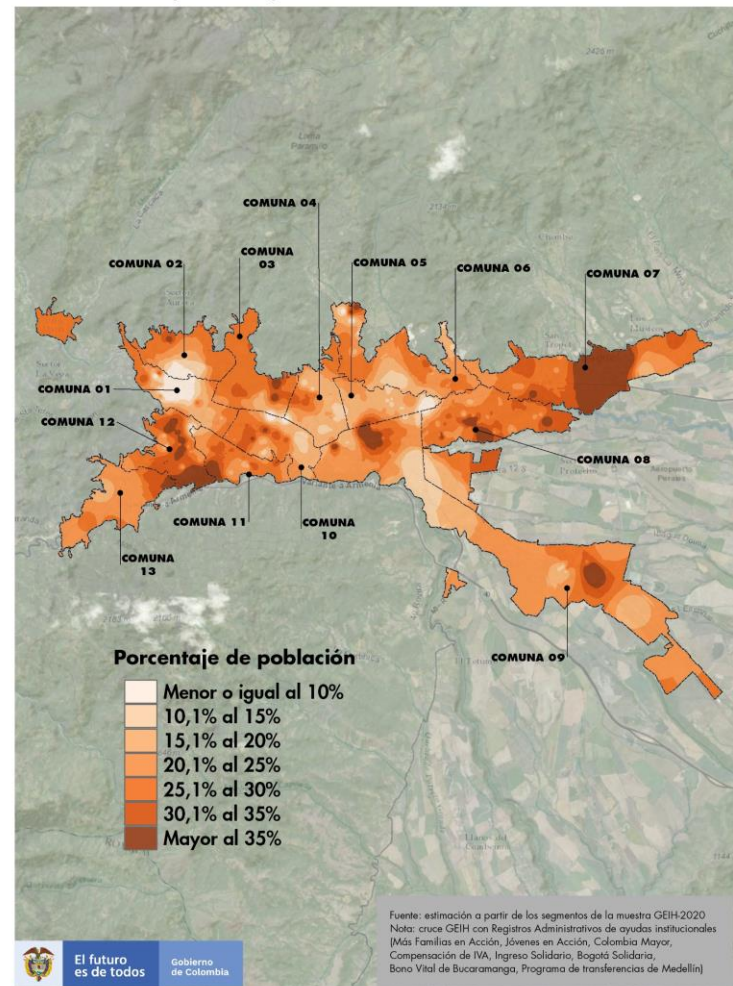 COMUNA 04
COMUNA
03
COMUNA 02
COMUNA 05
COMUNA 06
COMUNA 07
COMUNA 01
COMUNA 12
COMUNA 08
COMUNA 11
COMUNA
10
COMUNA
13
COMUNA 09
Porcentaje de población
Menor o igual al 10%
10,1% al 15%
15,1% al 20%
20,1% al 25%
25,1% al 30%
30,1% al 35%
Mayor al 35%
Fuente: estimación a partir de los segmentos de la muestra GEIH-2020
Nota: cruce GEIH con Registros Administrativos de ayudas institucionales
(Más Familias en Acción, Jóvenes en Acción, Colombia Mayor,
Compensación de IVA, Ingreso Solidario, Bogotá Solidaria,
Bono Vital de Bucaramanga, Programa de transferencias de Medellín)
El futuro
es de todos
Gobierno
de Colombia